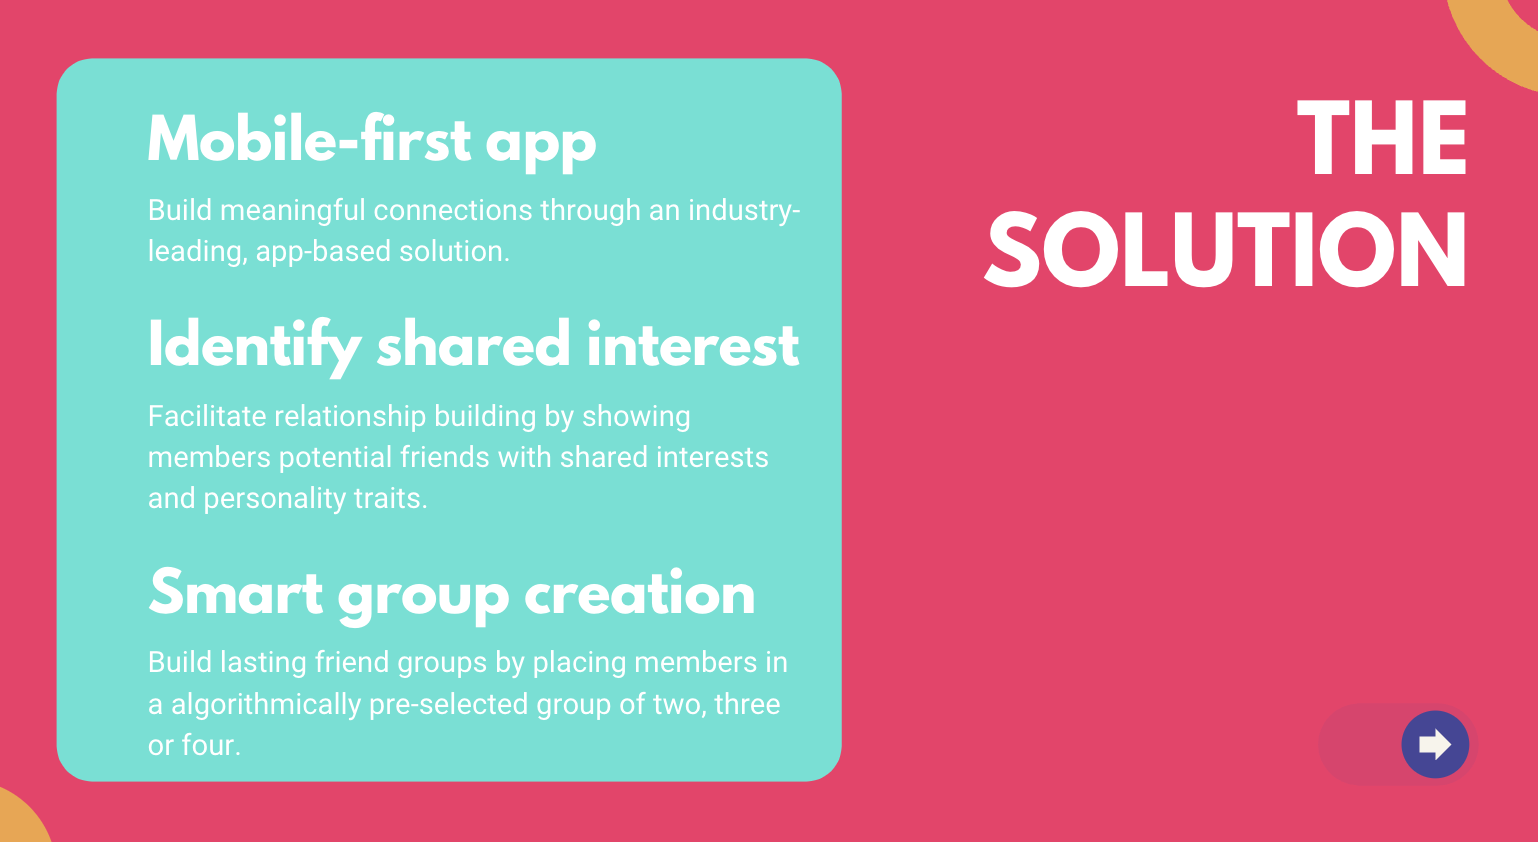 THE
SOLUTION
Mobile-first app
Build meaningful connections through an industry-
leading, app-based solution.
Identify shared interest
Facilitate relationship building by showing
members potential friends with shared interests
and personality traits.
Smart group creation
Build lasting friend groups by placing members in
a algorithmically pre-selected group of two, three
or four.